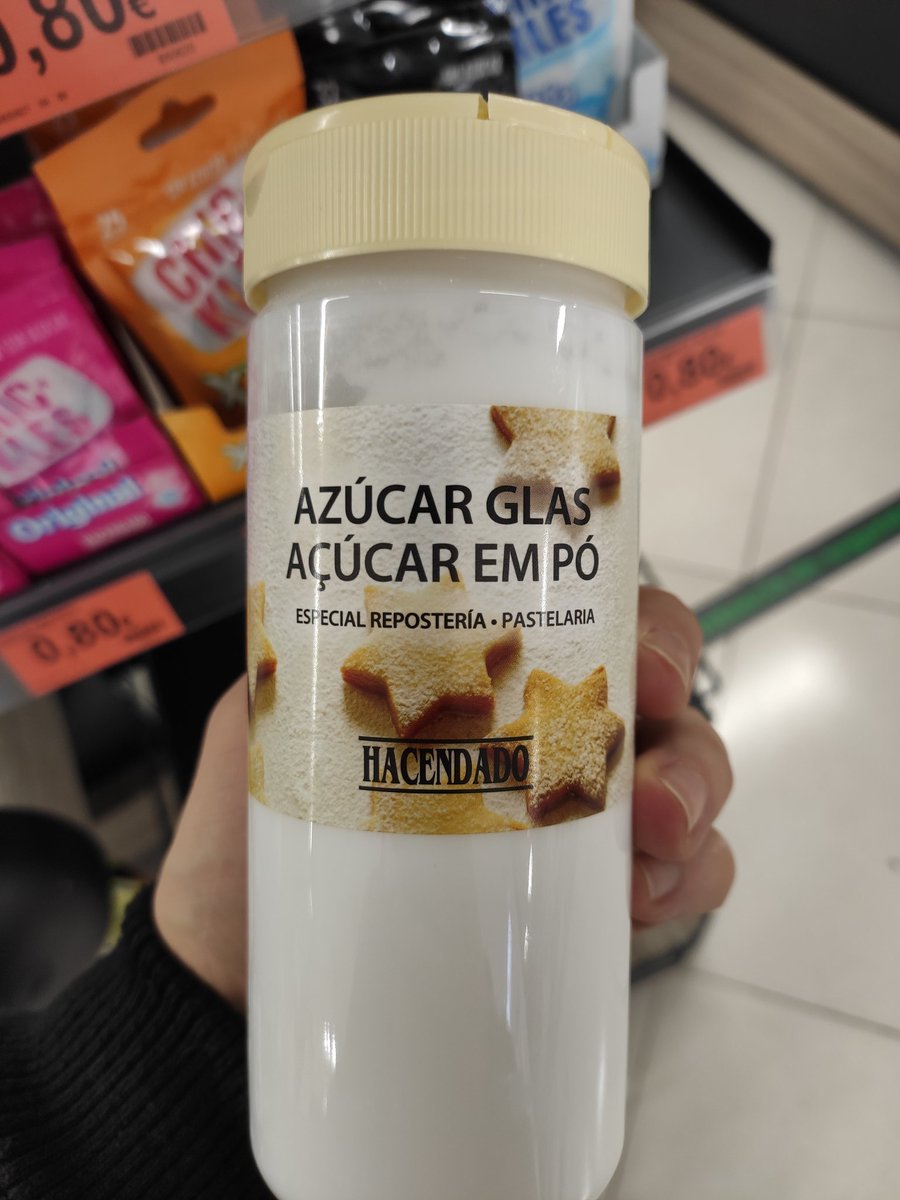 0,80€
AZÚCAR GLAS
AÇÚCAR EM PÓ
ESPECIAL REPOSTERÍA • PASTELARIA
HACENDADO
Original
0,80€
0,80€